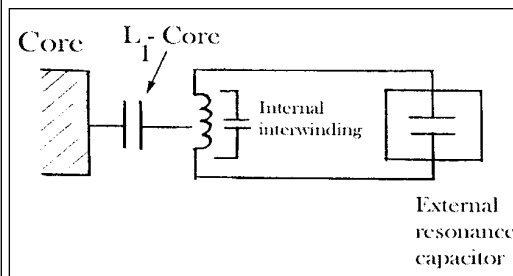 L1- Core
Core
Internal
interwinding
External
resonance
capacitor